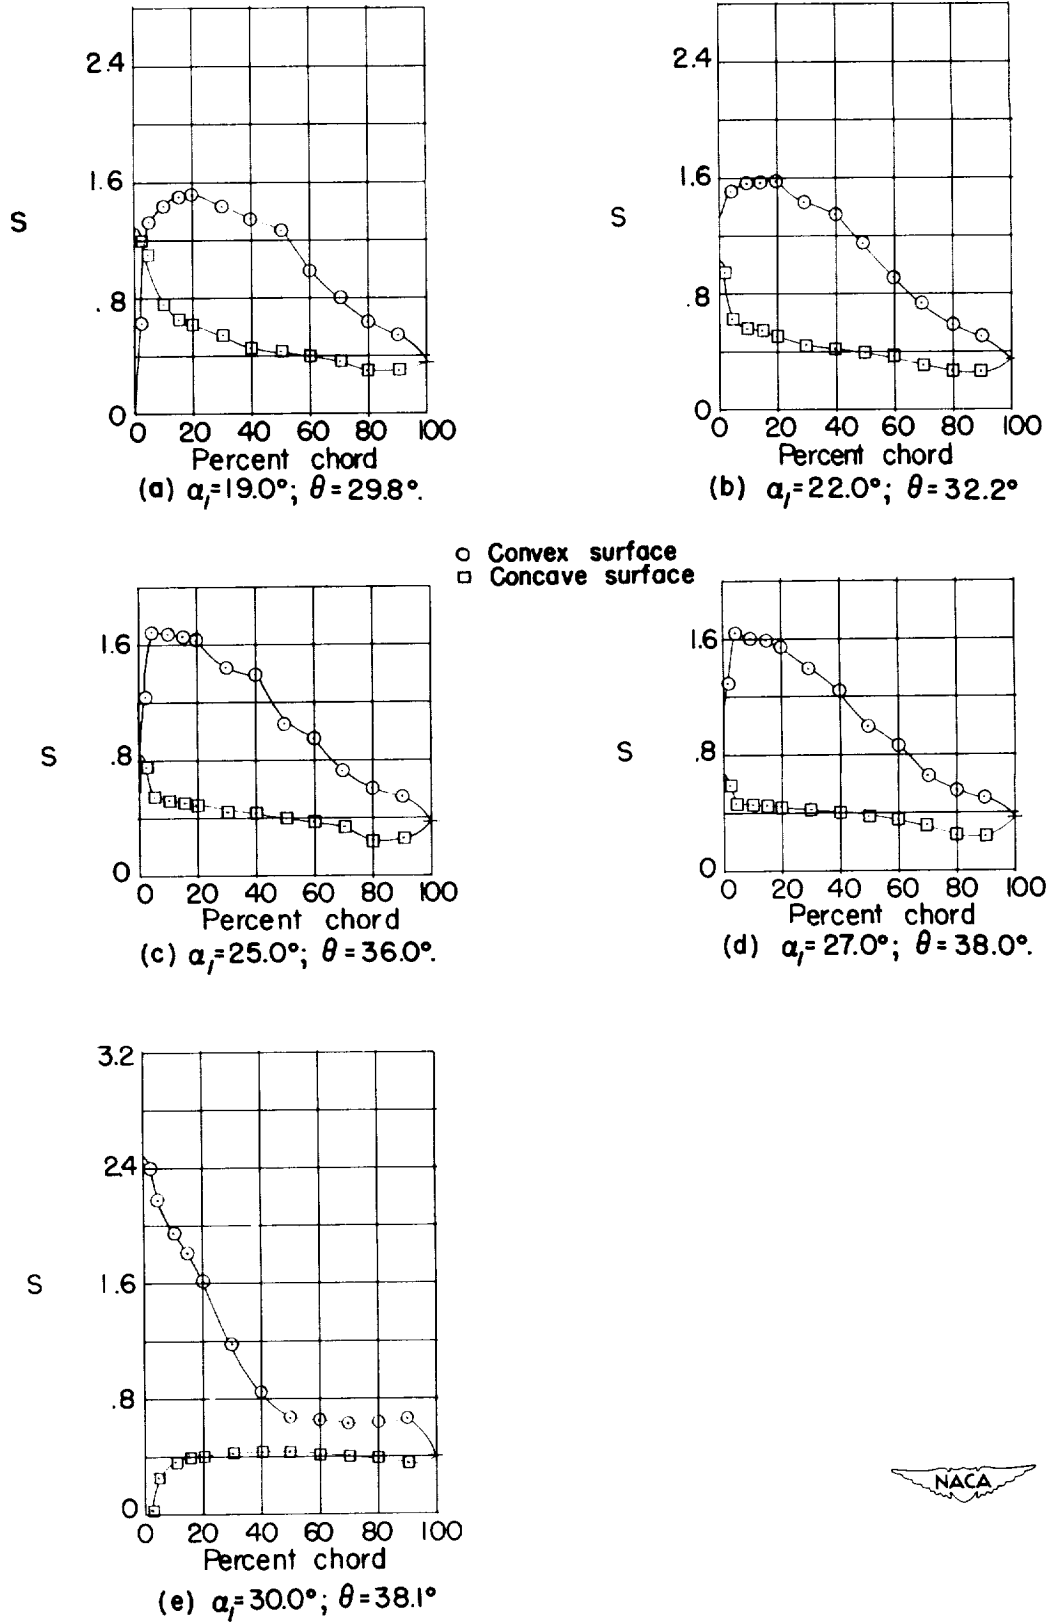 2.4
1.6
S
.8
0
0 20 40 60 80 100
Percent chord
(a) α₁=19.0°; θ=29.8°.
2.4
1.6
S
.8
0
0 20 40 60 80 100
Percent chord
(b) α₁=22.0°; θ=32.2°
Convex surface
Concave surface
1.6
.8
S
0
0 20 40 60 80 100
Percent chord
(c) α₁=25.0°; θ=36.0°.
1.6
.8
S
0
0 20 40 60 80 100
Percent chord
(d) α₁=27.0°; θ=38.0°.
3.2
24
S
1.6
.8
0
0 20 40 60 80 100
Percent chord
(e) α₁=30.0°; θ=38.1°
NACA